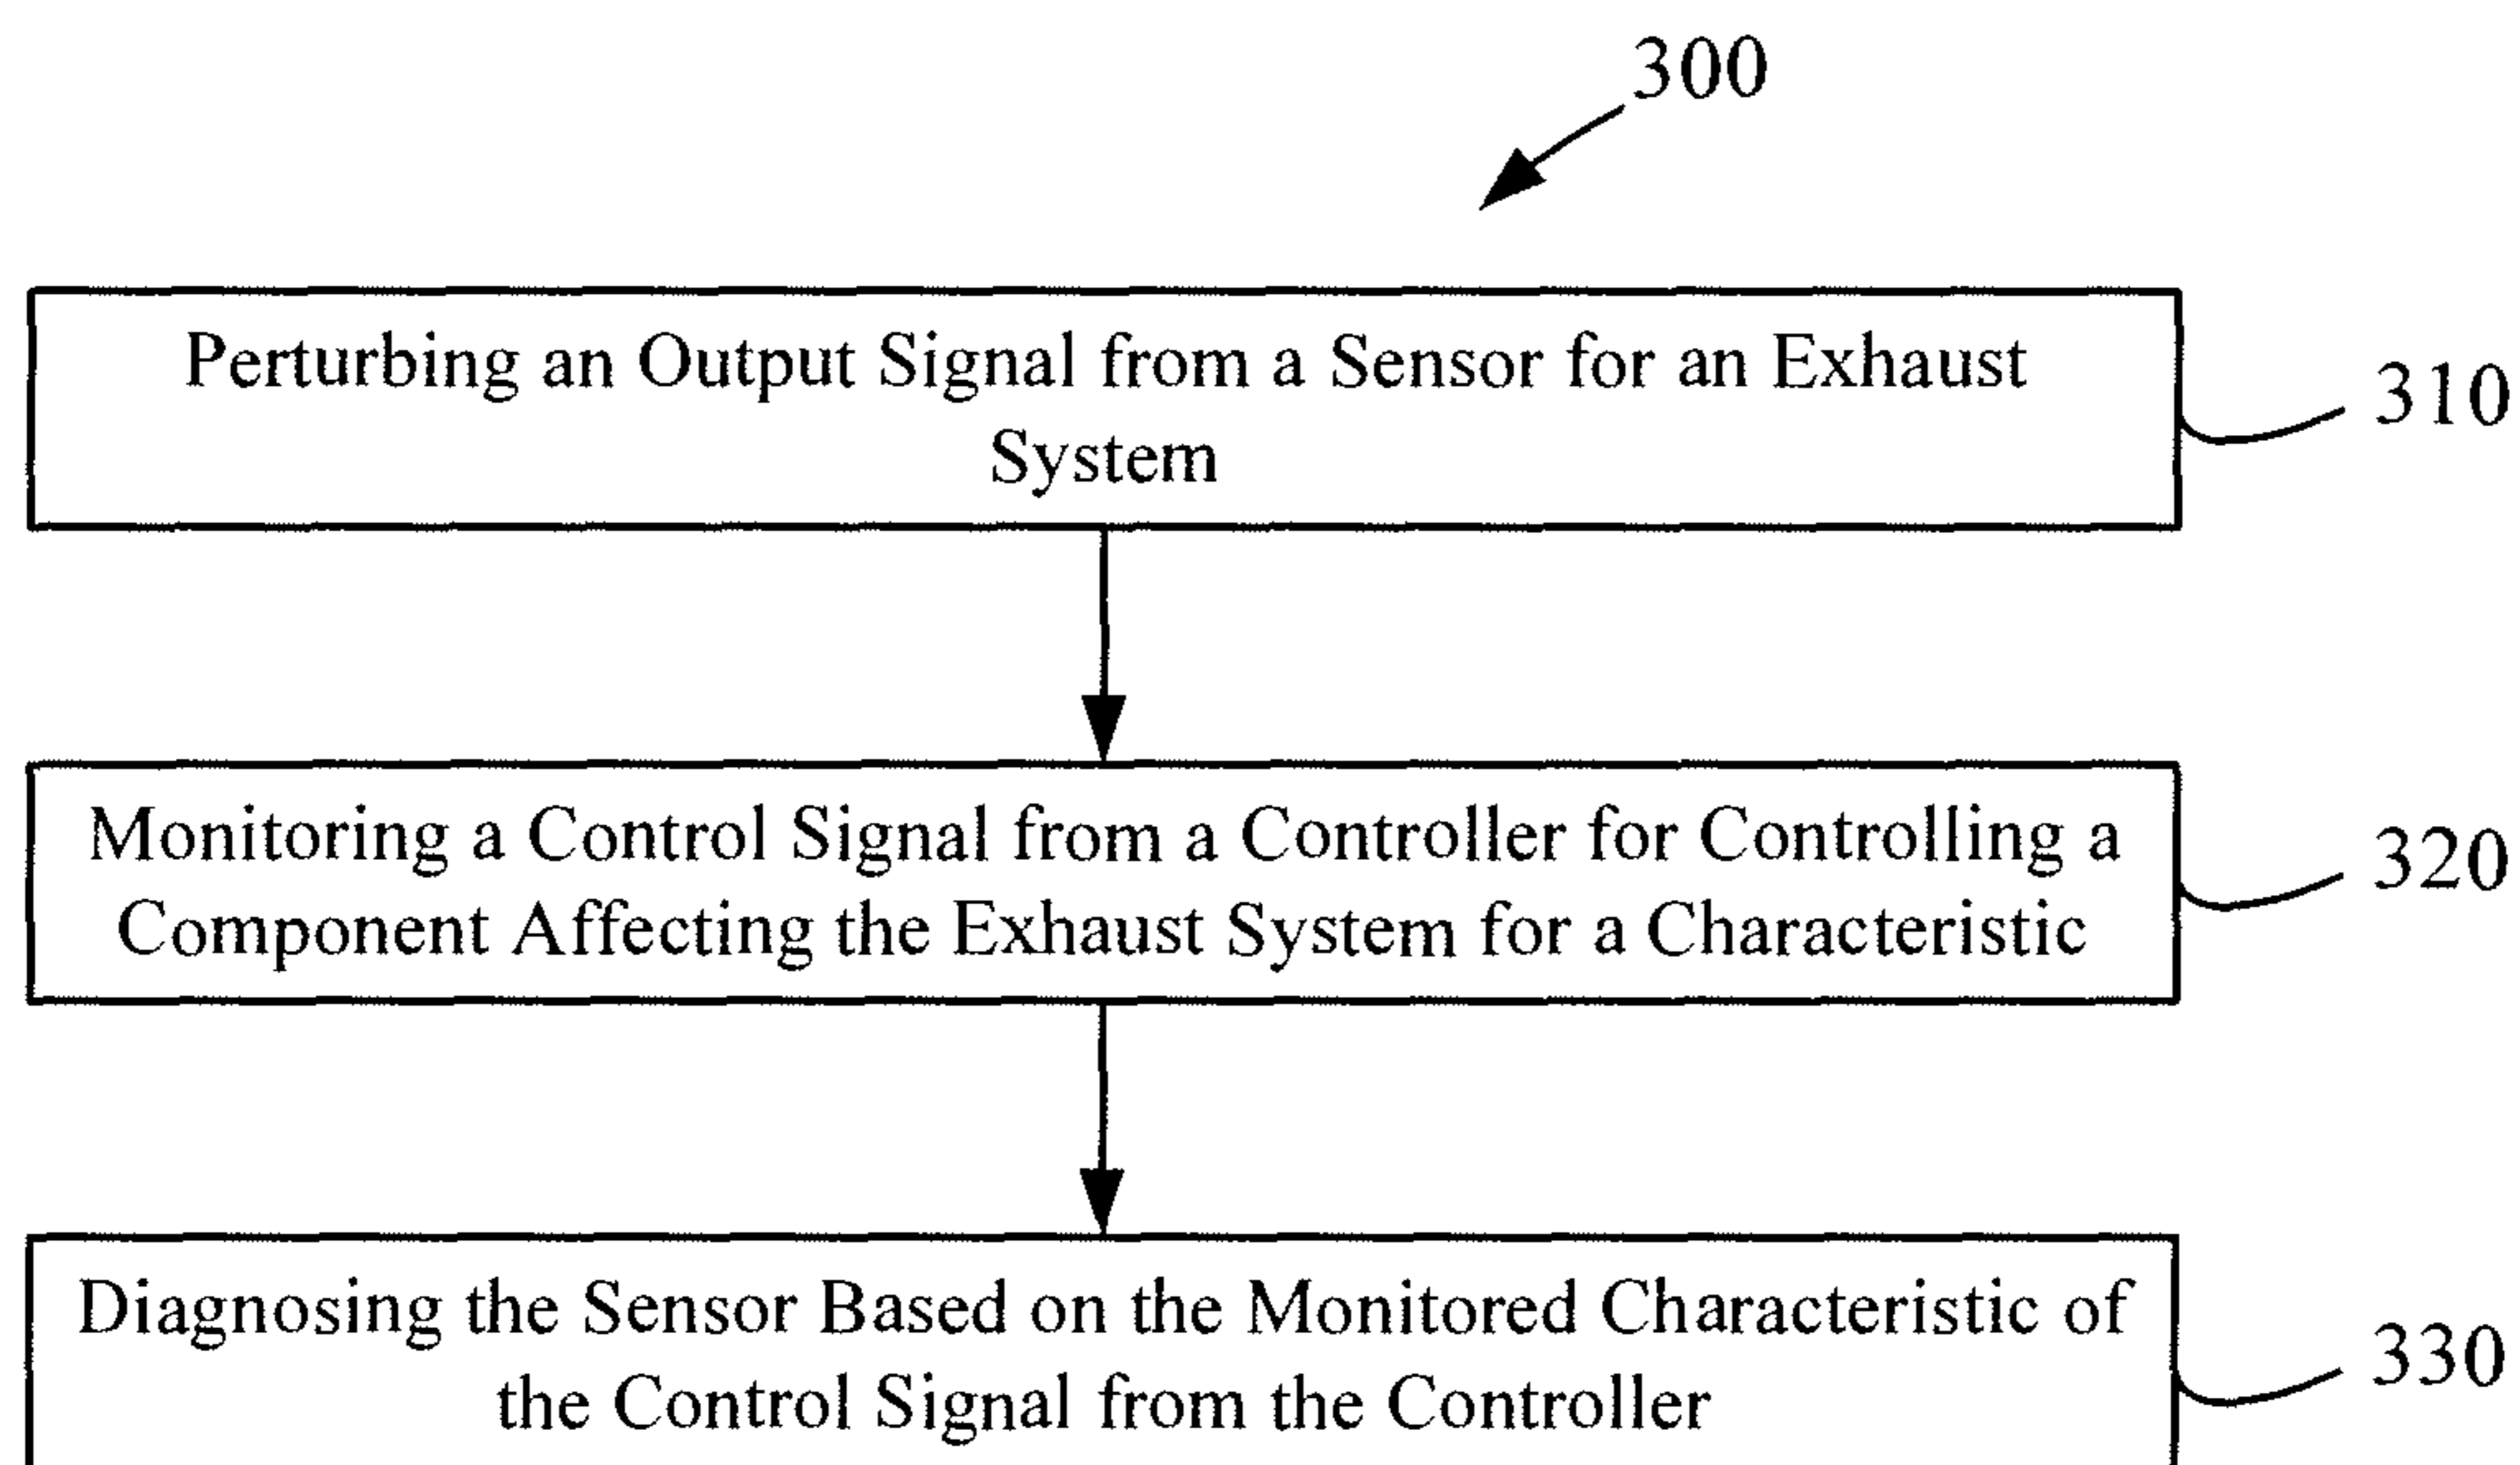 300
Perturbing an Output Signal from a Sensor for an Exhaust
System
310
Monitoring a Control Signal from a Controller for Controlling a
Component Affecting the Exhaust System for a Characteristic
320
Diagnosing the Sensor Based on the Monitored Characteristic of
the Control Signal from the Controller
330